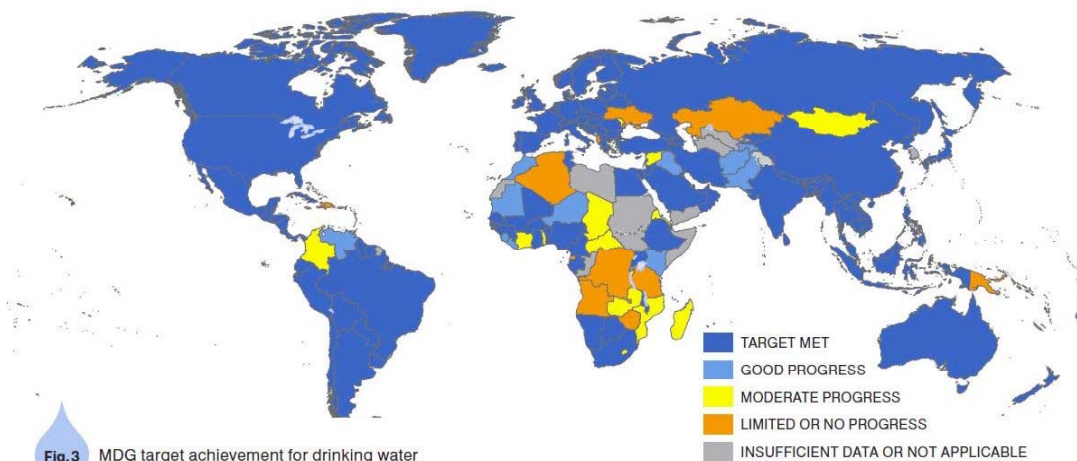 TARGET MET
GOOD PROGRESS
MODERATE PROGRESS
LIMITED OR NO PROGRESS
INSUFFICIENT DATA OR NOT APPLICABLE
Fig. 3 MDG target achievement for drinking water